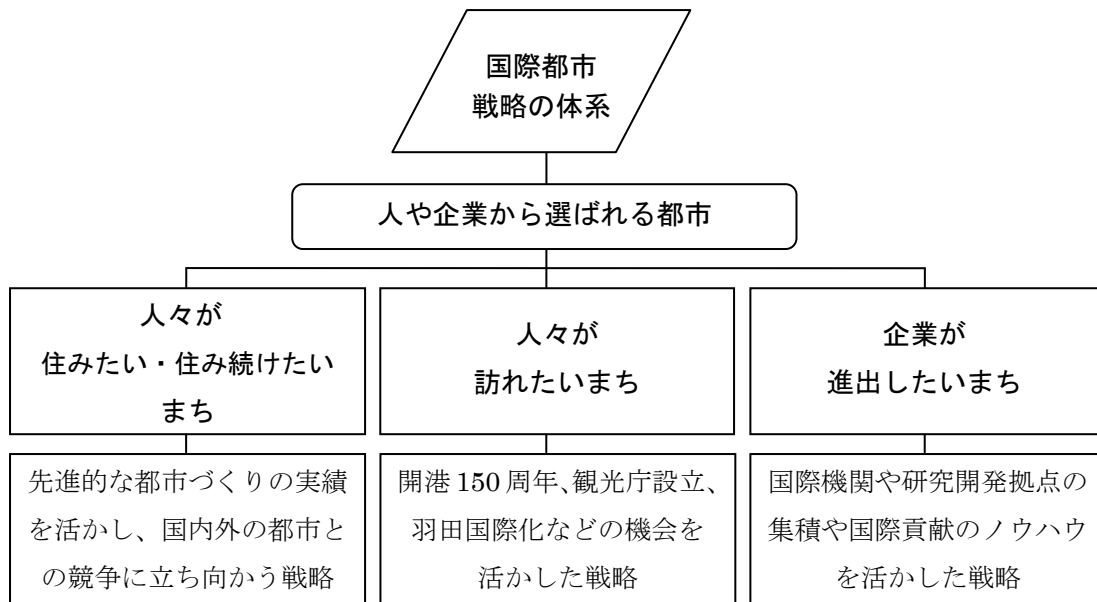 国際都市
戦略の体系
人や企業から選ばれる都市
人々が
住みたい・住み続けたい
まち
人々が
訪れたいまち
企業が
進出したいまち
先進的な都市づくりの実績
を活かし、国内外の都市と
の競争に立ち向かう戦略
開港 150 周年、観光庁設立、
羽田国際化などの機会を
活かした戦略
国際機関や研究開発拠点の
集積や国際貢献のノウハウ
を活かした戦略